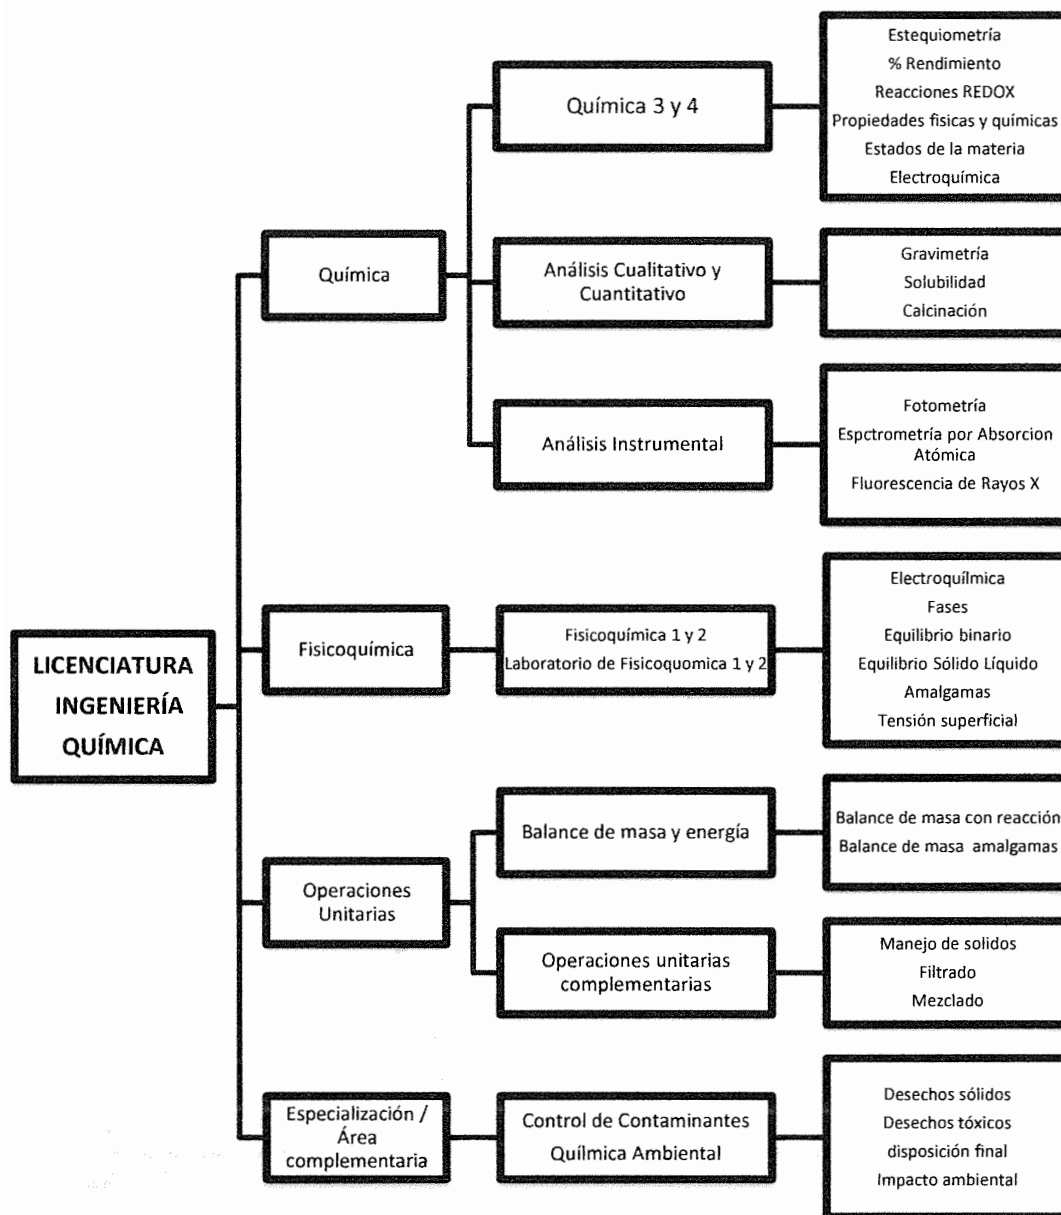 Estequiometría
% Rendimiento
Reacciones REDOX
Propiedades fisicas y químicas
Estados de la materia
Electroquímica
Química 3 y 4
Química
Análisis Cualitativo y
Cuantitativo
Gravimetría
Solubilidad
Calcinación
Análisis Instrumental
Fotometría
Espctrometría por Absorcion
Atómica
Fluorescencia de Rayos X
LICENCIATURA
INGENIERÍA
QUÍMICA
Fisicoquímica
Fisicoquímica 1 y 2
Laboratorio de Fisicoquomica 1 y 2
Electroquílmica
Fases
Equilibrio binario
Equilibrio Sólido Líquido
Amalgamas
Tensión superficial
Operaciones
Unitarias
Balance de masa y energía
Balance de masa con reacción
Balance de masa amalgamas
Operaciones unitarias
complementarias
Manejo de solidos
Filtrado
Mezclado
Especialización /
Área
complementaria
Control de Contaminantes
Quílmica Ambiental
Desechos sólidos
Desechos tóxicos
disposición final
Impacto ambiental